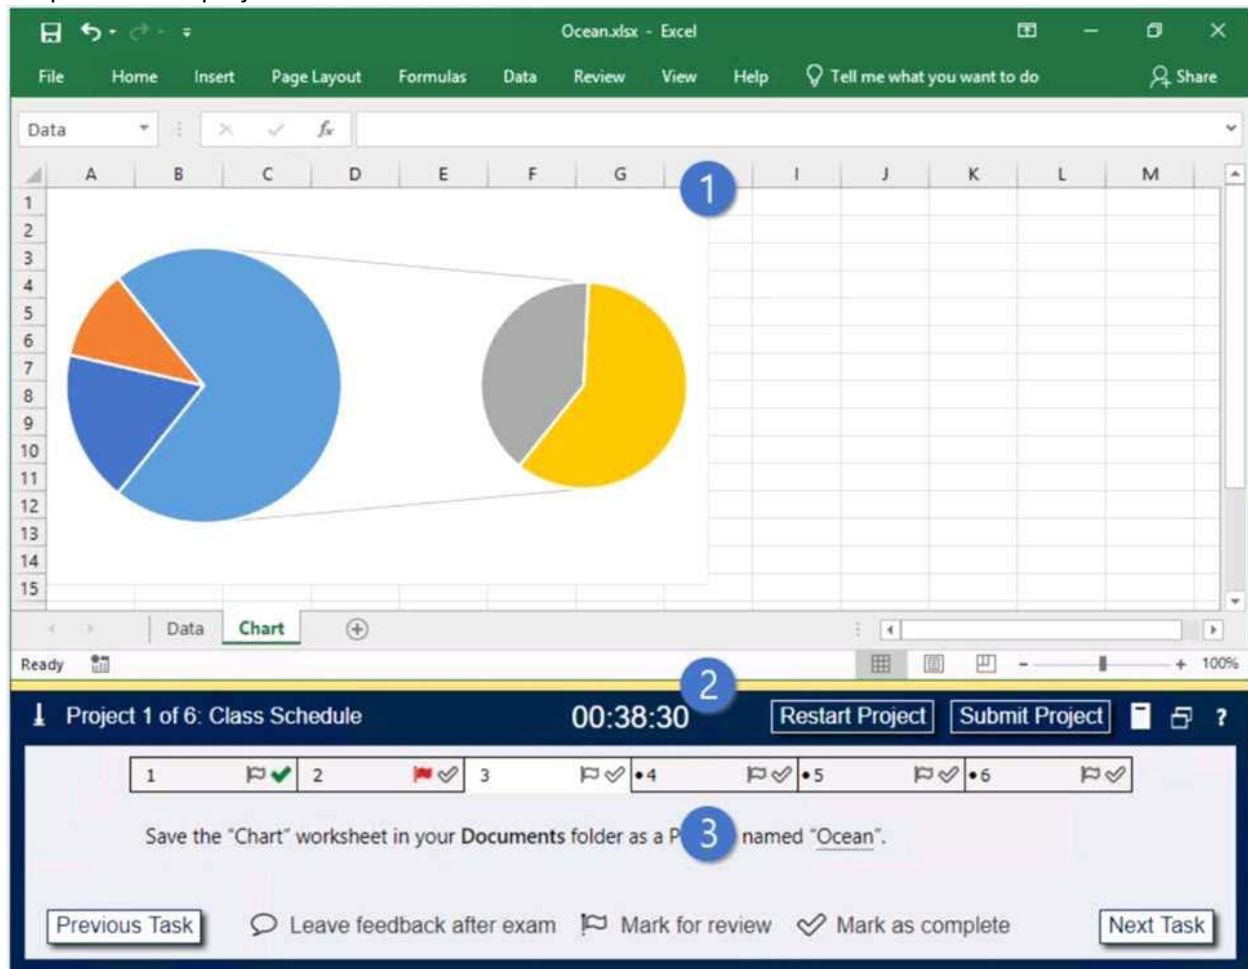 Ocean.xlsx - Excel
File Home Insert Page Layout Formulas Data Review View Help Tell me what you want to do Share
Data fx
A B C D E F G 1 I J K L M
1
2
3
4
5
6
7
8
9
10
11
12
13
14
15
Data Chart
Ready 100%
2
Project 1 of 6: Class Schedule 00:38:30 Restart Project Submit Project ?
1 2 3 •4 •5 •6
Save the "Chart" worksheet in your Documents folder as a P 3 named "Ocean".
Previous Task Leave feedback after exam Mark for review Mark as complete Next Task